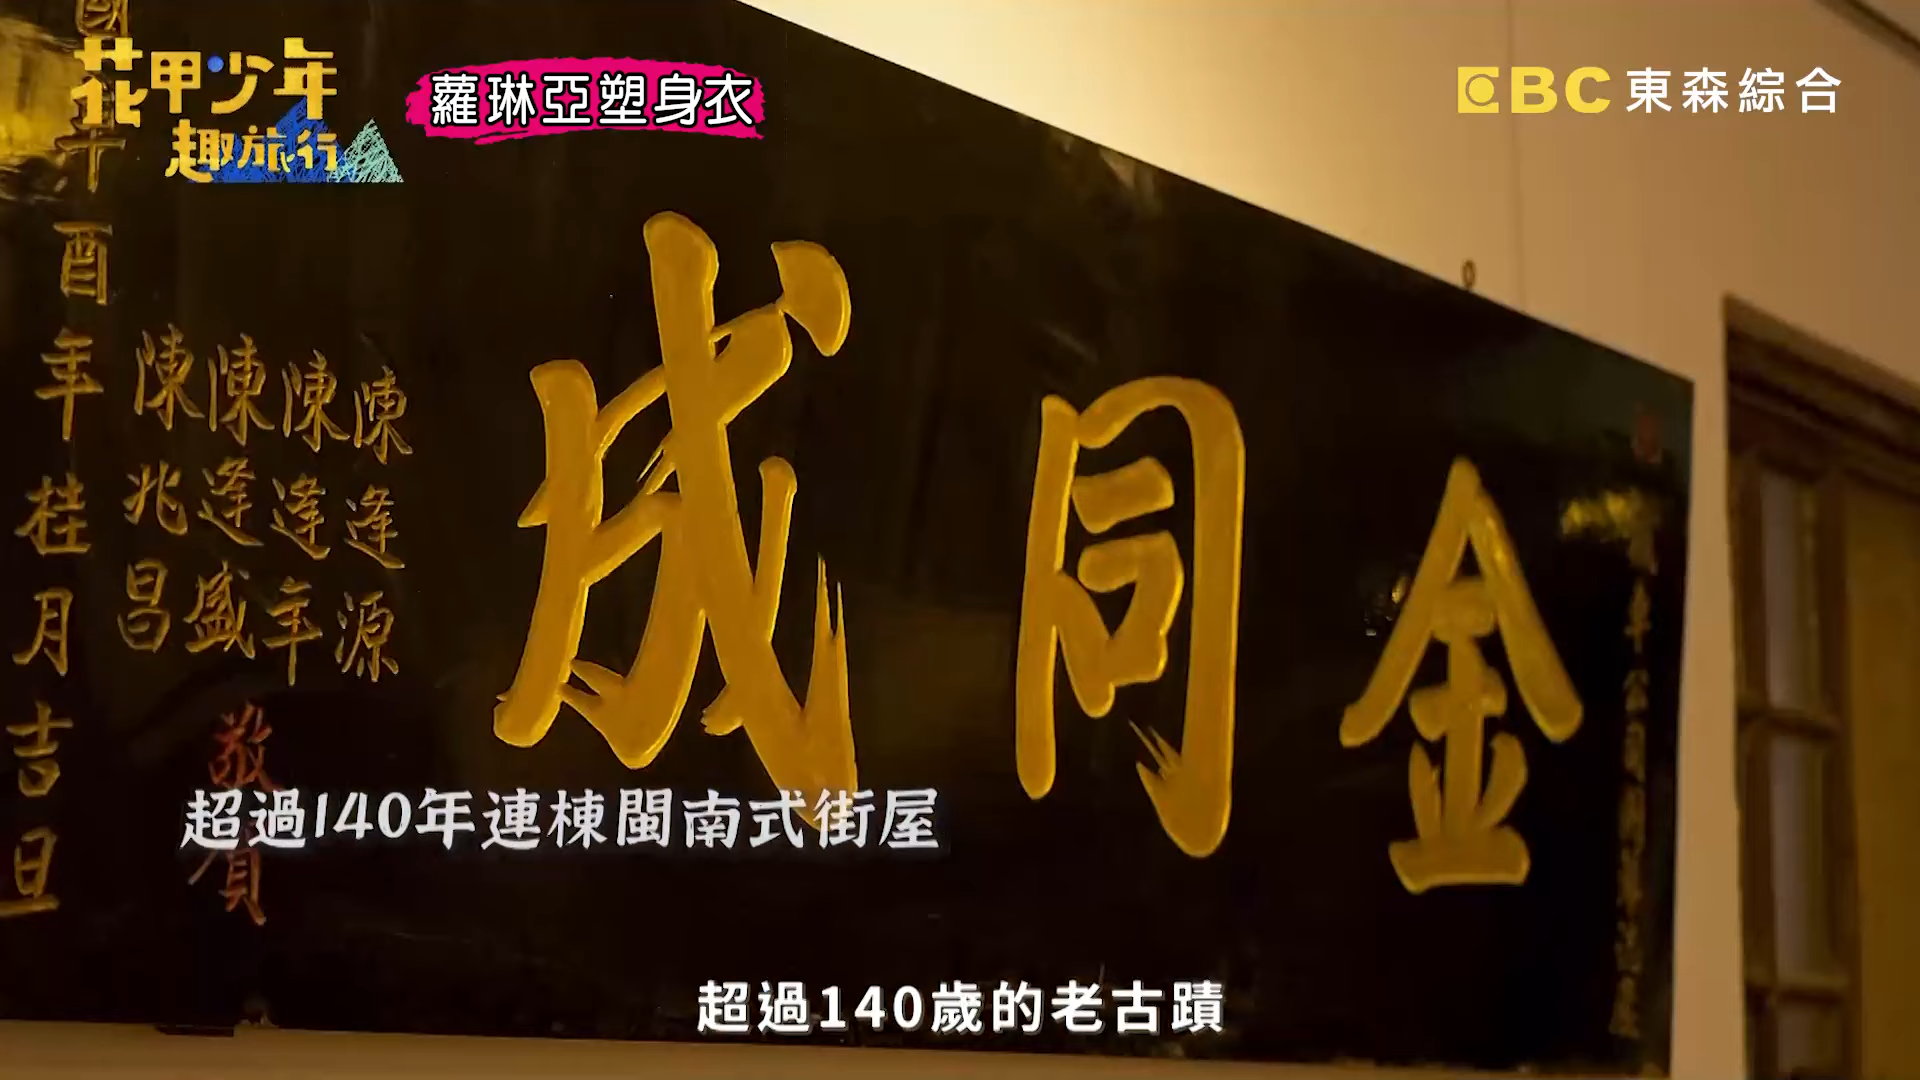 花甲少年
趣旅行
蘿琳亞塑身衣
EBC東森綜合
金同成
陳逢源
陳逢年
陳逢盛
陳兆昌
敬賀
酉年桂月吉旦
超過140年連棟閩南式街屋
超過140歲的老古蹟